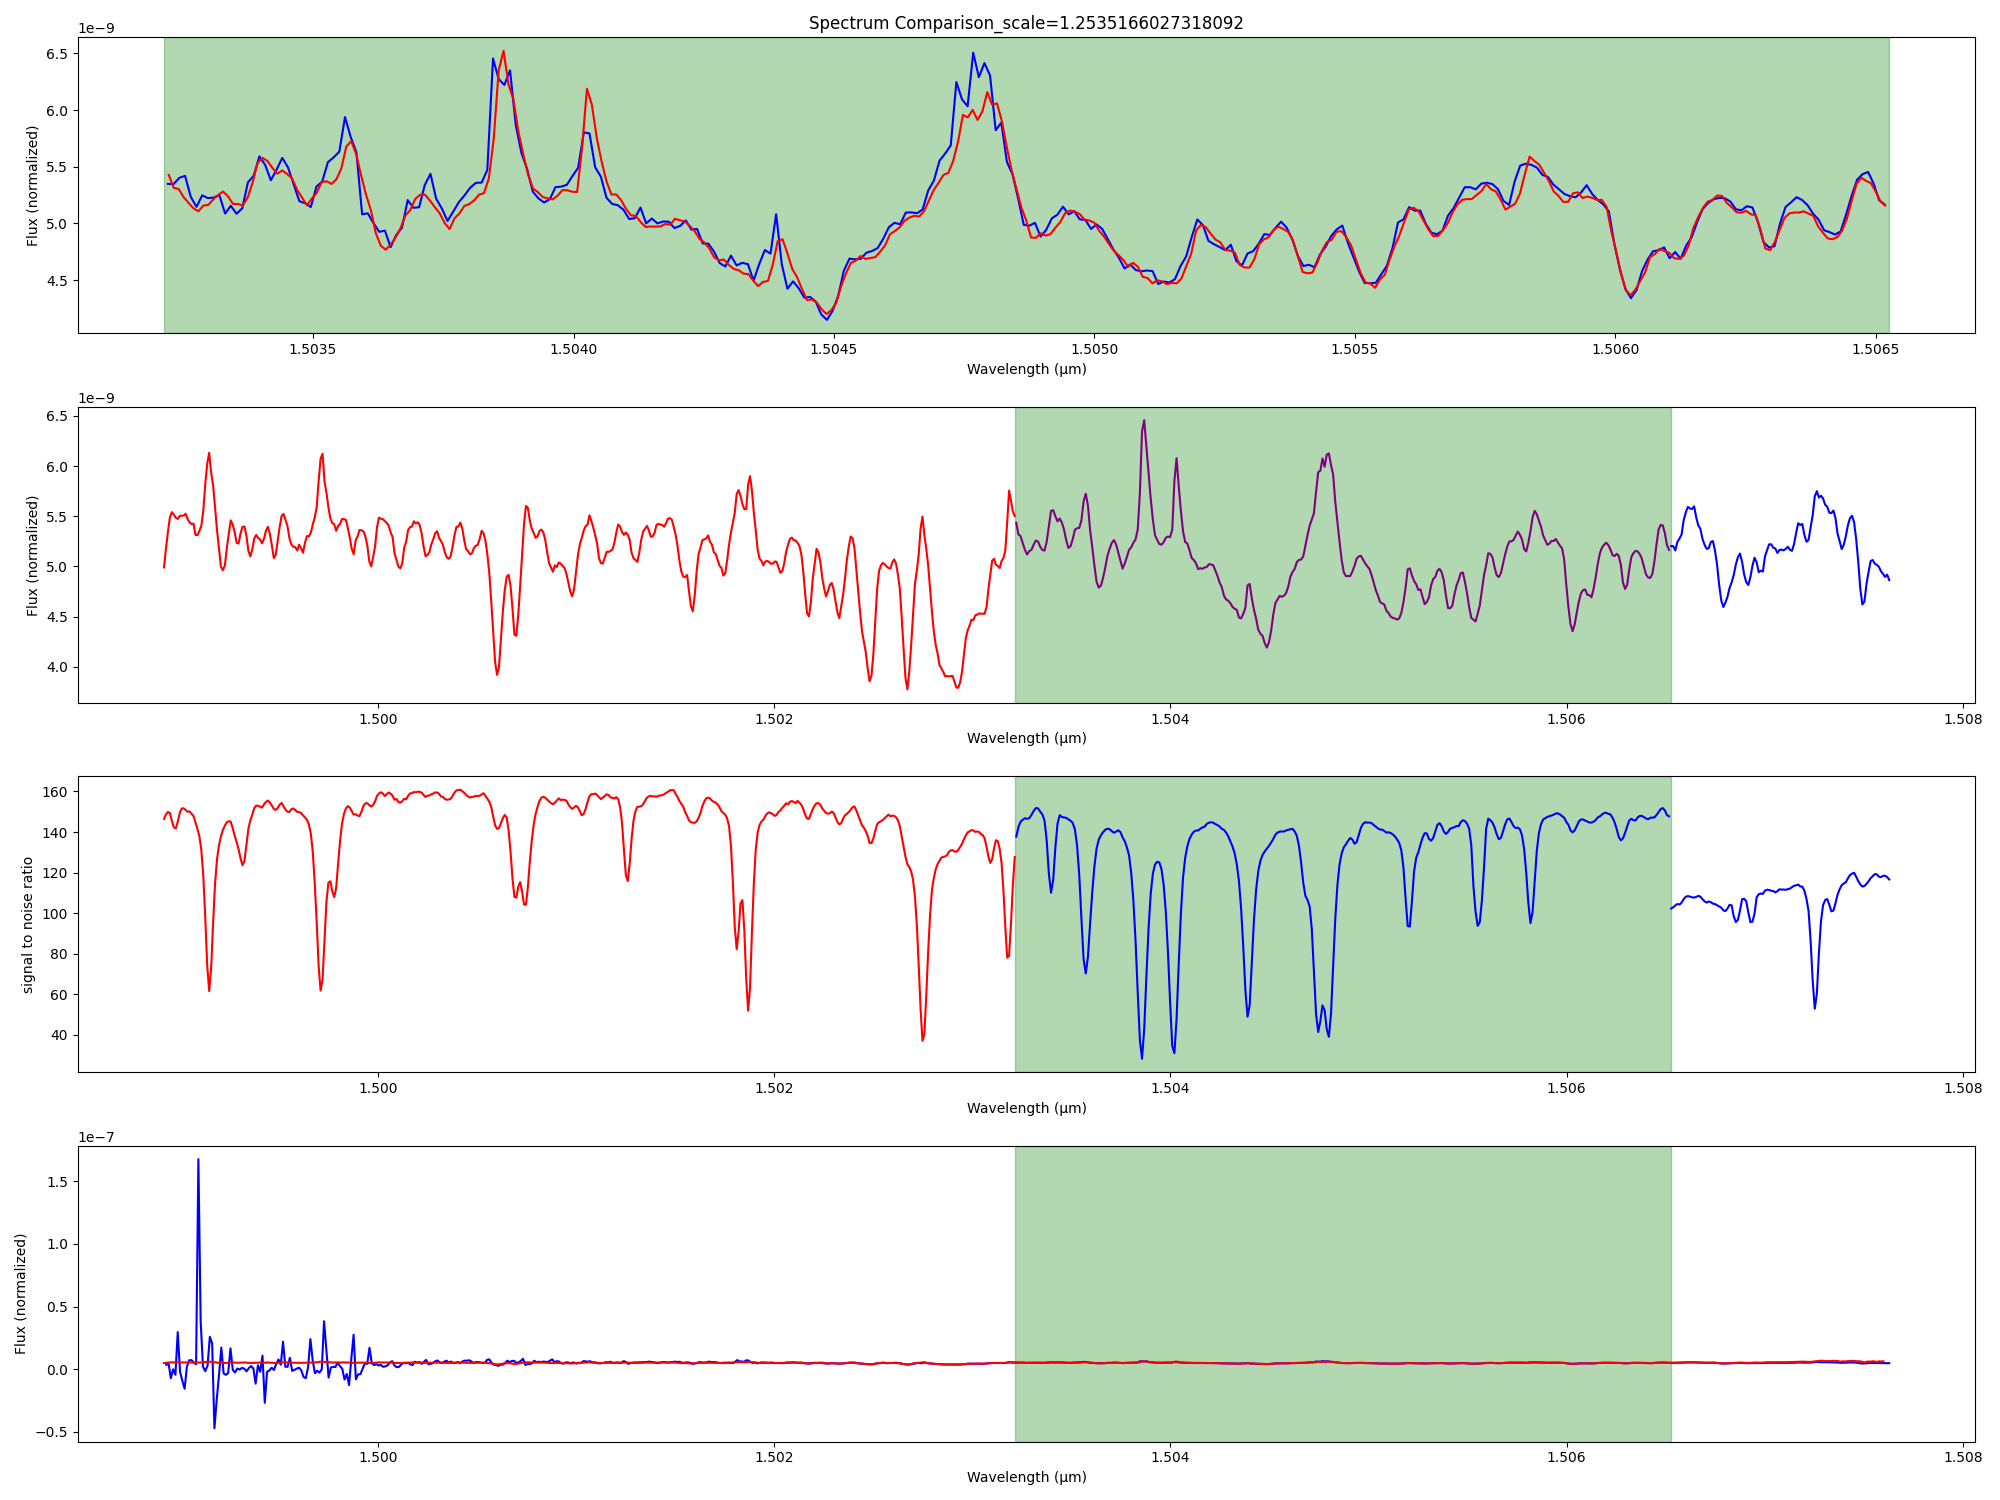 Spectrum Comparison_scale=1.2535166027318092
1e−9
6.5
6.0
5.5
5.0
4.5
Flux (normalized)
1.5035 1.5040 1.5045 1.5050 1.5055 1.5060 1.5065
Wavelength (μm)
1e−9
6.5
6.0
5.5
5.0
4.5
4.0
Flux (normalized)
1.500 1.502 1.504 1.506 1.508
Wavelength (μm)
160
140
120
100
80
60
40
signal to noise ratio
1.500 1.502 1.504 1.506 1.508
Wavelength (μm)
1e−7
1.5
1.0
0.5
0.0
−0.5
Flux (normalized)
1.500 1.502 1.504 1.506 1.508
Wavelength (μm)